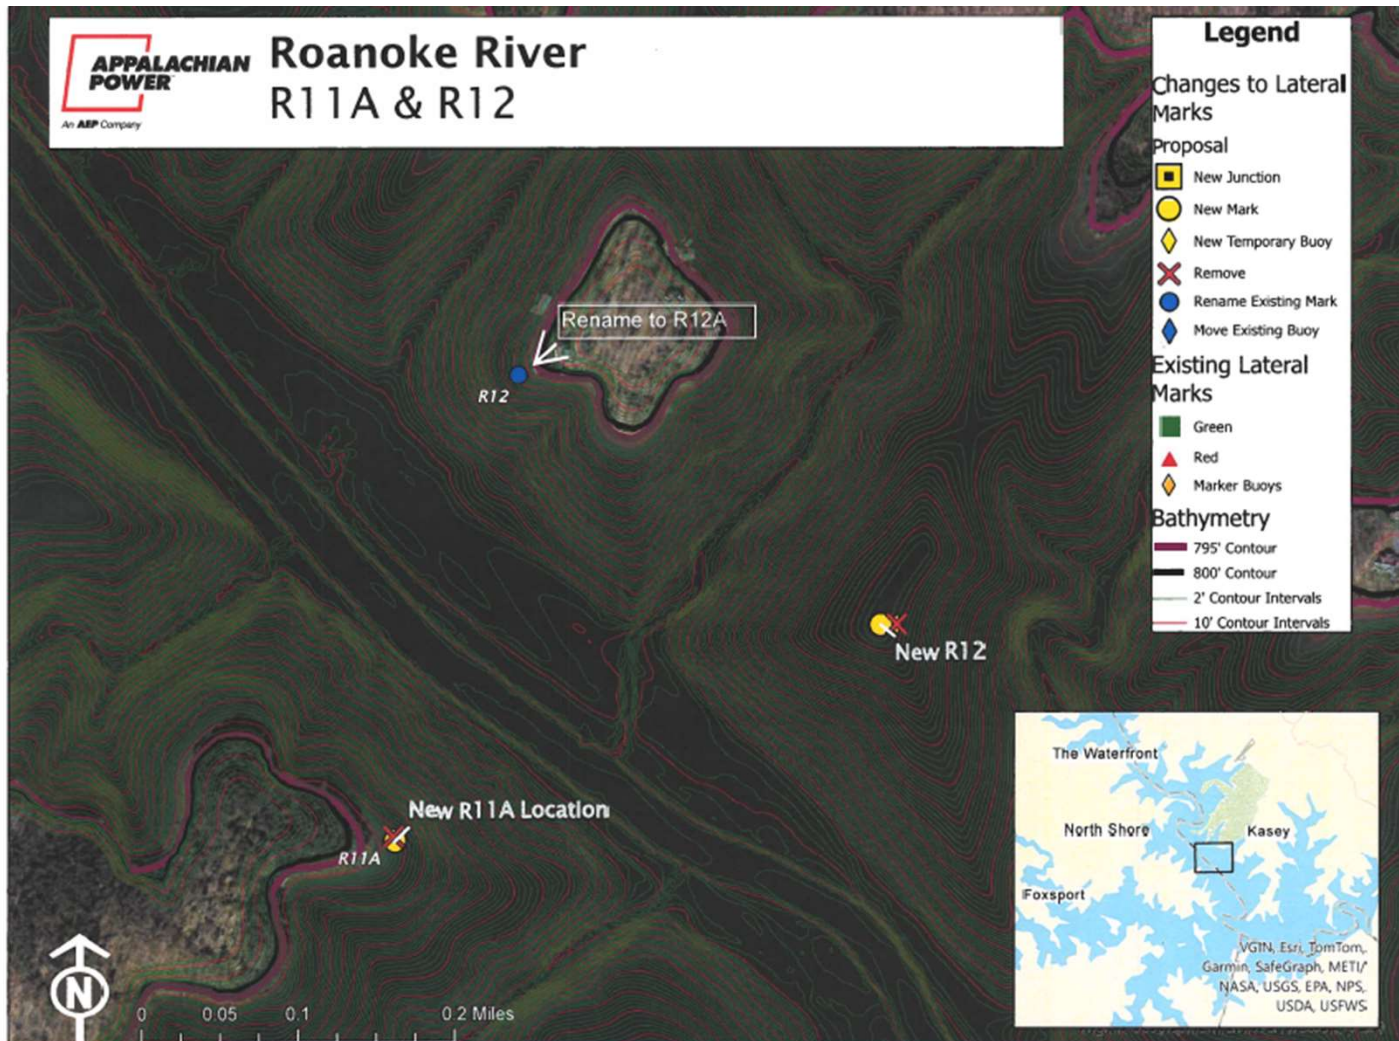 APPALACHIAN
POWER
An AEP Company
Roanoke River
R11A & R12
Legend
Changes to Lateral
Marks
Proposal
New Junction
New Mark
New Temporary Buoy
Remove
Rename Existing Mark
Move Existing Buoy
Existing Lateral
Marks
Green
Red
Marker Buoys
Bathymetry
795' Contour
800' Contour
2' Contour Intervals
10' Contour Intervals
Rename to R12A
R12
New R12
New R11A Location
R11A
N
0 0.05 0.1 0.2 Miles
The Waterfront
North Shore
Kasey
Foxsport
VGIN, Esri, TomTom,
Garmin, SafeGraph, METI/
NASA, USGS, EPA, NPS,
USDA, USFWS